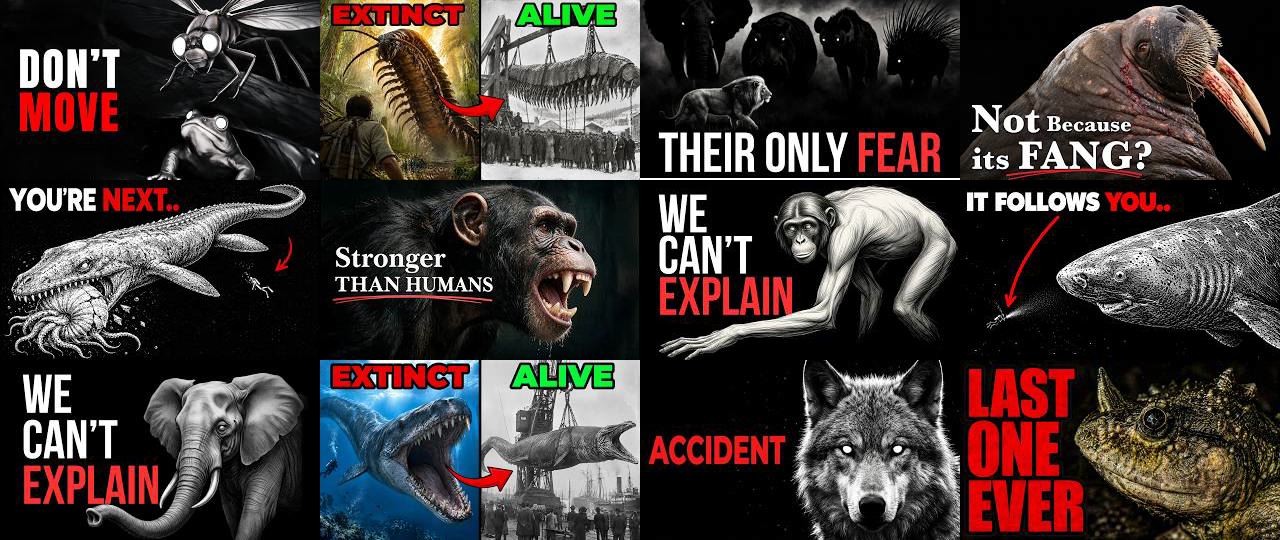 DON'T
MOVE
EXTINCT
ALIVE
THEIR ONLY FEAR
Not Because
its FANG?
YOU'RE NEXT..
Stronger
THAN HUMANS
WE
CAN'T
EXPLAIN
IT FOLLOWS YOU..
WE
CAN'T
EXPLAIN
EXTINCT
ALIVE
ACCIDENT
LAST
ONE
EVER